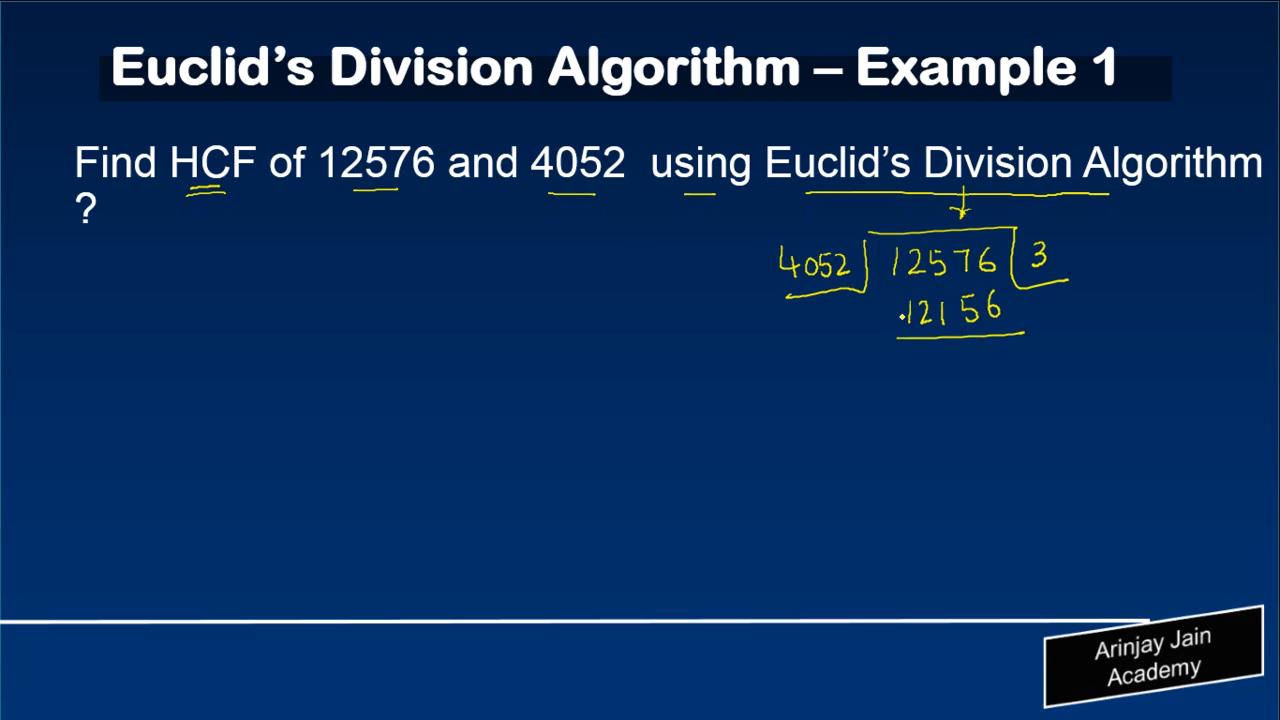 Euclid’s Division Algorithm – Example 1
Find HCF of 12576 and 4052 using Euclid’s Division Algorithm
?
4052 12576 3
12156
Arinjay Jain
Academy